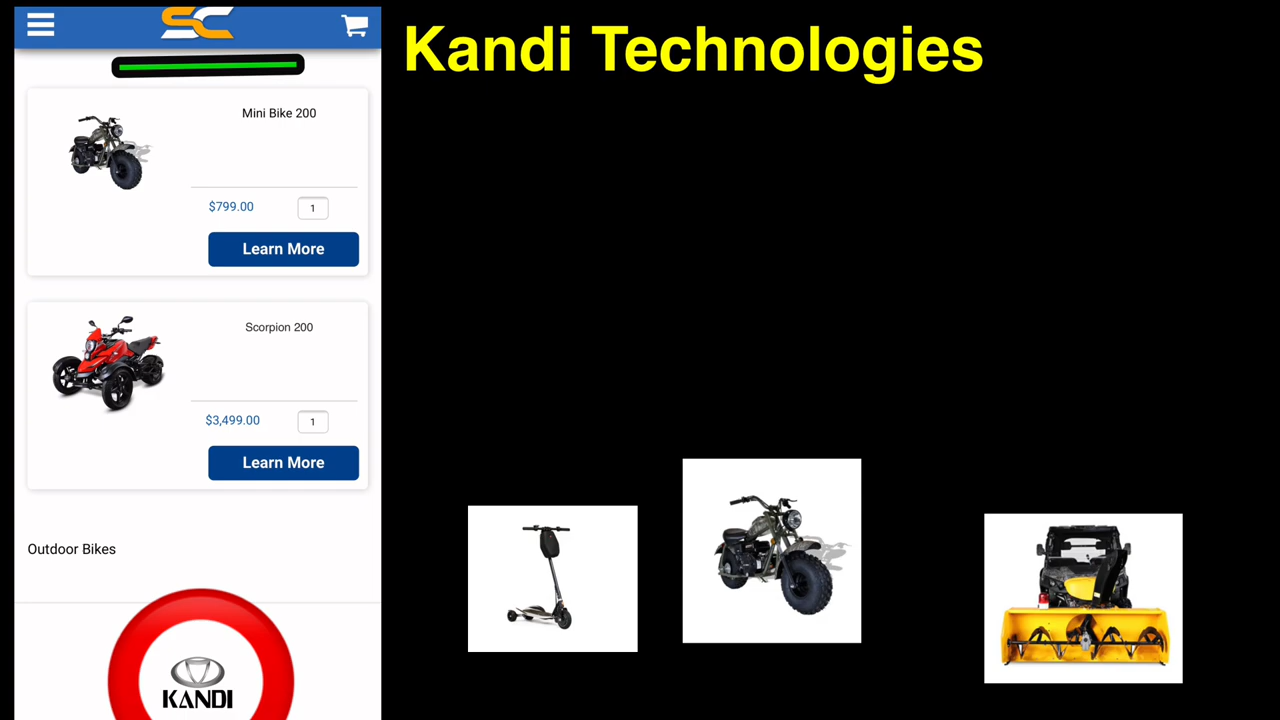 SC
Kandi Technologies
Mini Bike 200
$799.00
1
Learn More
Scorpion 200
$3,499.00
1
Learn More
Outdoor Bikes
KANDI